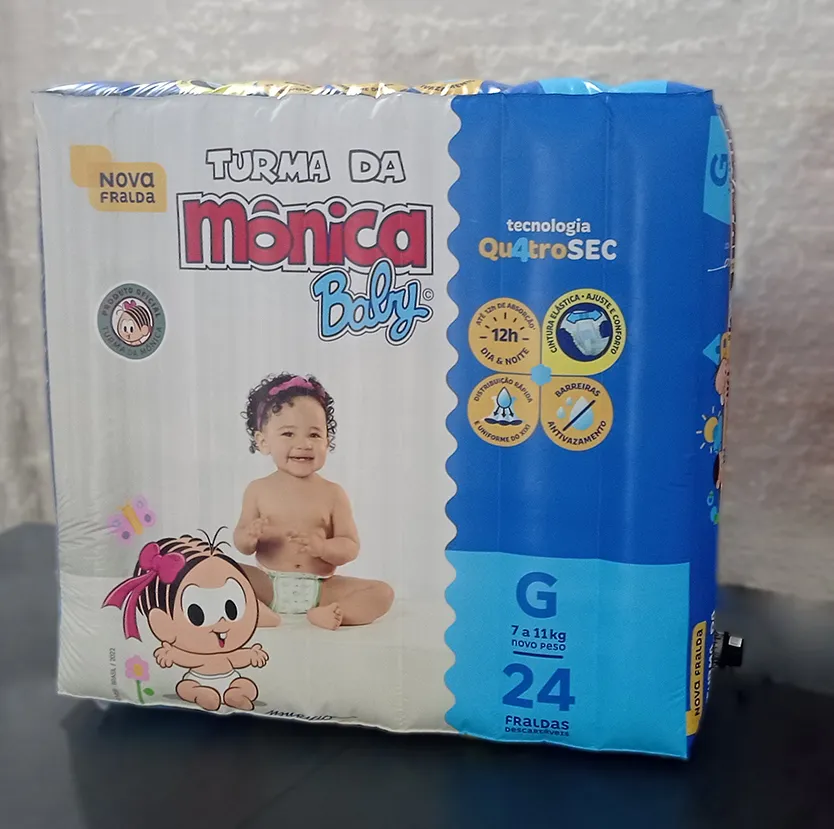 NOVA
FRALDA
TURMA DA
Mônica
Baby
©
PRODUTO OFICIAL
TURMA DA MÔNICA
tecnologia
Qu4troSEC
ATÉ 12H DE ABSORÇÃO
12h
DIA & NOITE
CINTURA ELÁSTICA • AJUSTE E CONFORTO
DISTRIBUIÇÃO RÁPIDA
E UNIFORME DO XIXI
BARREIRAS
ANTIVAZAMENTO
G
7 a 11kg
novo peso
24
FRALDAS
DESCARTÁVEIS
BRASIL / 2022
G
NOVA FRALDA